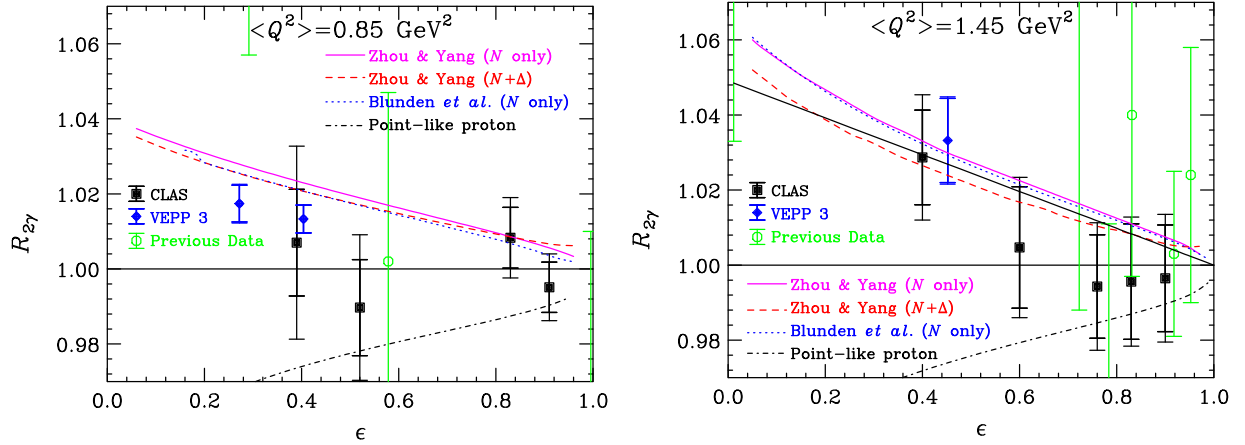 <Q²>=0.85 GeV²
Zhou & Yang (N only)
Zhou & Yang (N+Δ)
Blunden et al. (N only)
Point-like proton
CLAS
VEPP 3
Previous Data
R2γ
1.06
1.04
1.02
1.00
0.98
0.0 0.2 0.4 0.6 0.8 1.0
ϵ
<Q²>=1.45 GeV²
CLAS
VEPP 3
Previous Data
Zhou & Yang (N only)
Zhou & Yang (N+Δ)
Blunden et al. (N only)
Point-like proton
R2γ
1.06
1.04
1.02
1.00
0.98
0.0 0.2 0.4 0.6 0.8 1.0
ϵ